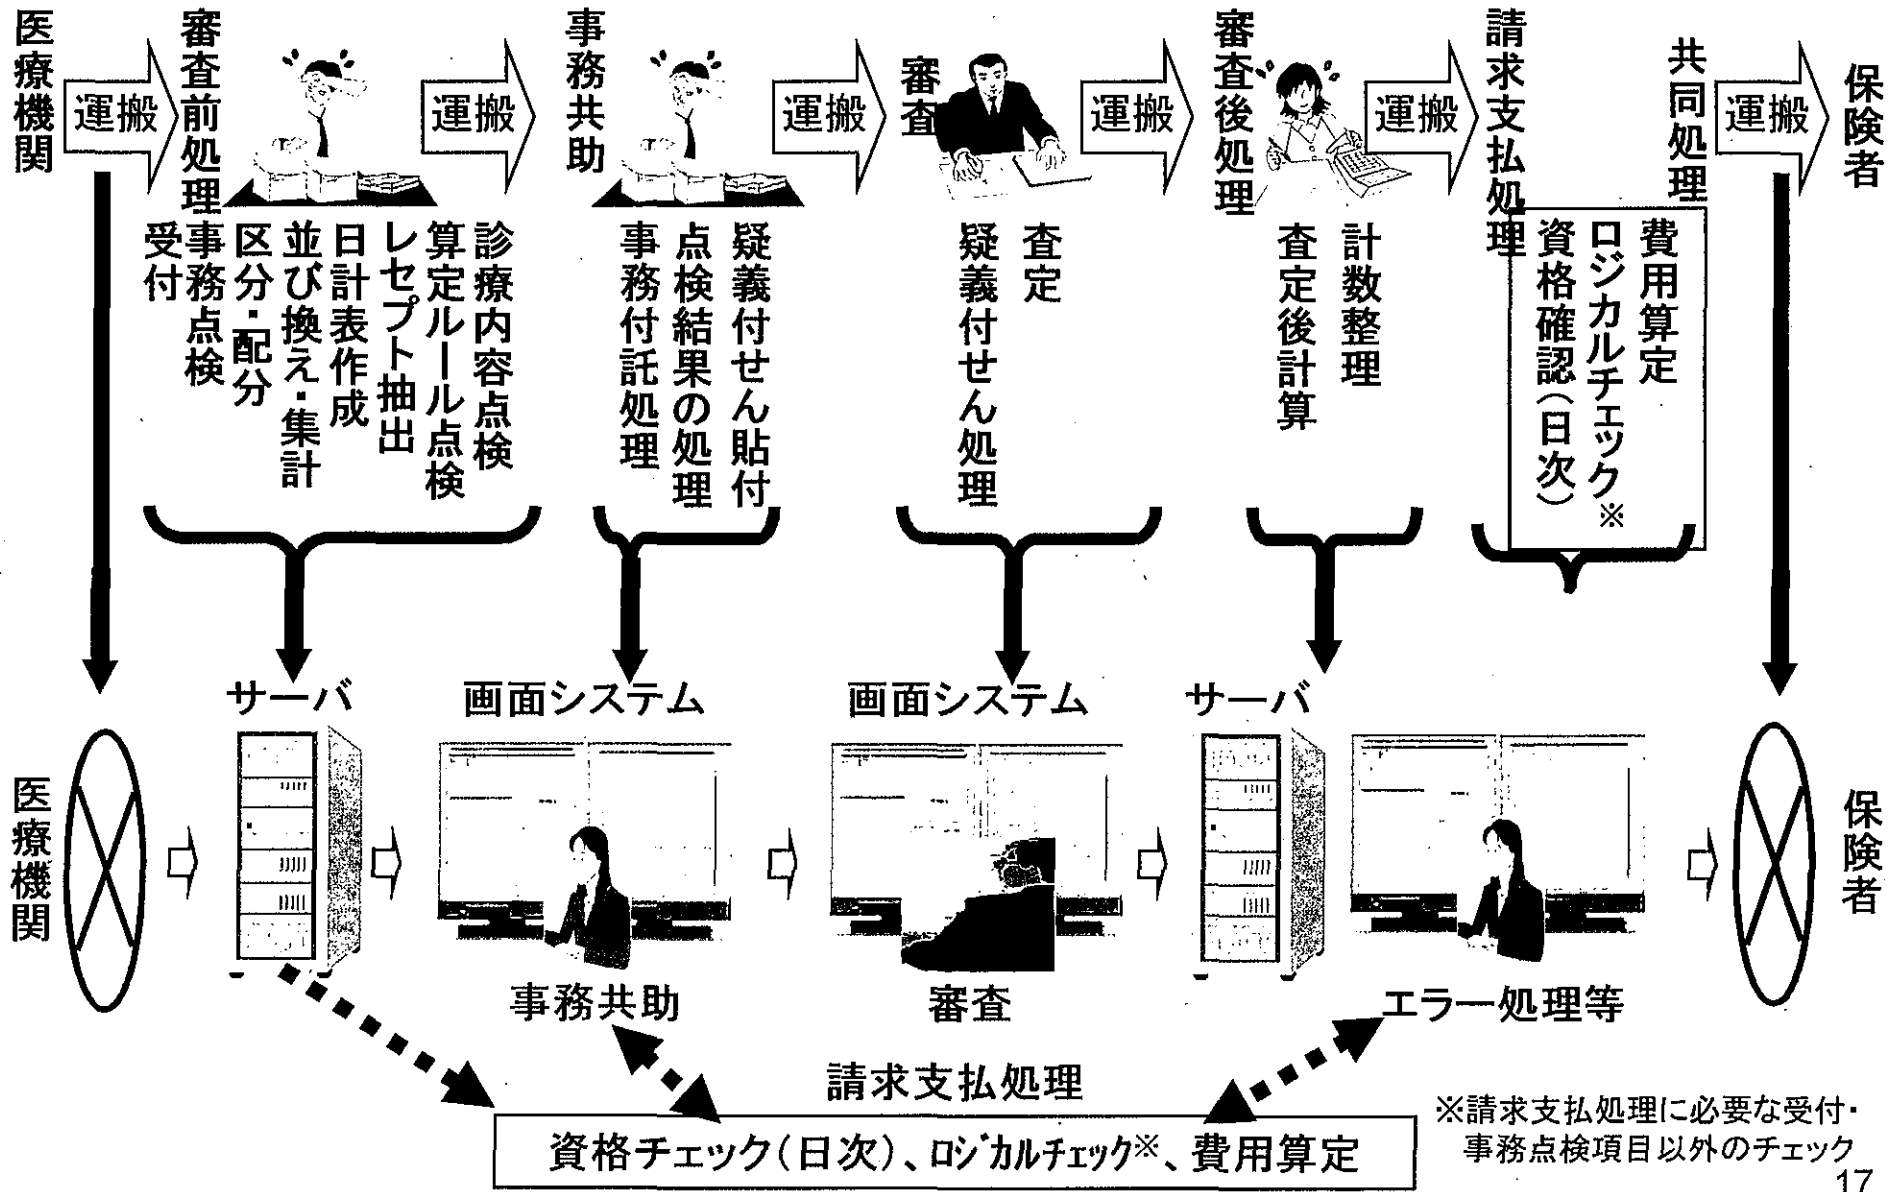 医療機関
運搬
審査前処理
運搬
事務共助
運搬
審査
運搬
審査後処理
運搬
請求支払処理
共同処理
運搬
保険者
受付
事務点検
区分・配分
並び換え・集計
日計表作成
レセプト抽出
算定ルール点検
診療内容点検
事務付託処理
点検結果の処理
疑義付せん貼付
疑義付せん処理
査定
査定後計算
計数整理
資格確認(日次)
ロジカルチェック※
費用算定
サーバ
画面システム
画面システム
サーバ
医療機関
保険者
事務共助
審査
エラー処理等
請求支払処理
資格チェック(日次)、ロジカルチェック※、費用算定
※請求支払処理に必要な受付・
事務点検項目以外のチェック
17